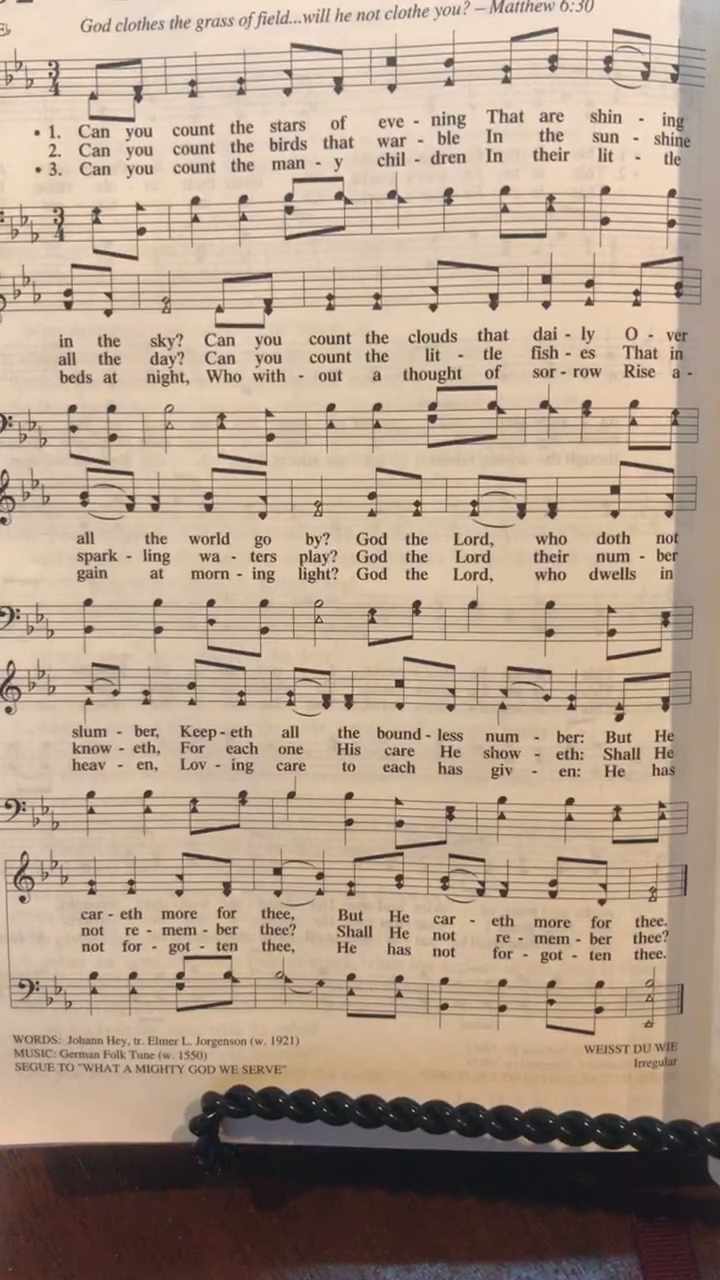 God clothes the grass of field...will he not clothe you? – Matthew 6:30
E♭
3 4
• 1. Can you count the stars of eve - ning That are shin - ing
2. Can you count the birds that war - ble In the sun - shine
• 3. Can you count the man - y chil - dren In their lit - tle
3 4
in the sky? Can you count the clouds that dai - ly O - ver
all the day? Can you count the lit - tle fish - es That in
beds at night, Who with - out a thought of sor - row Rise a -
all the world go by? God the Lord, who doth not
spark - ling wa - ters play? God the Lord their num - ber
gain at morn - ing light? God the Lord, who dwells in
slum - ber, Keep - eth all the bound - less num - ber: But He
know - eth, For each one His care He show - eth: Shall He
heav - en, Lov - ing care to each has giv - en: He has
car - eth more for thee, But He car - eth more for thee.
not re - mem - ber thee? Shall He not re - mem - ber thee?
not for - got - ten thee, He has not for - got - ten thee.
WORDS: Johann Hey, tr. Elmer L. Jorgenson (w. 1921)
MUSIC: German Folk Tune (w. 1550)
SEGUE TO "WHAT A MIGHTY GOD WE SERVE"
WEISST DU WIE
Irregular